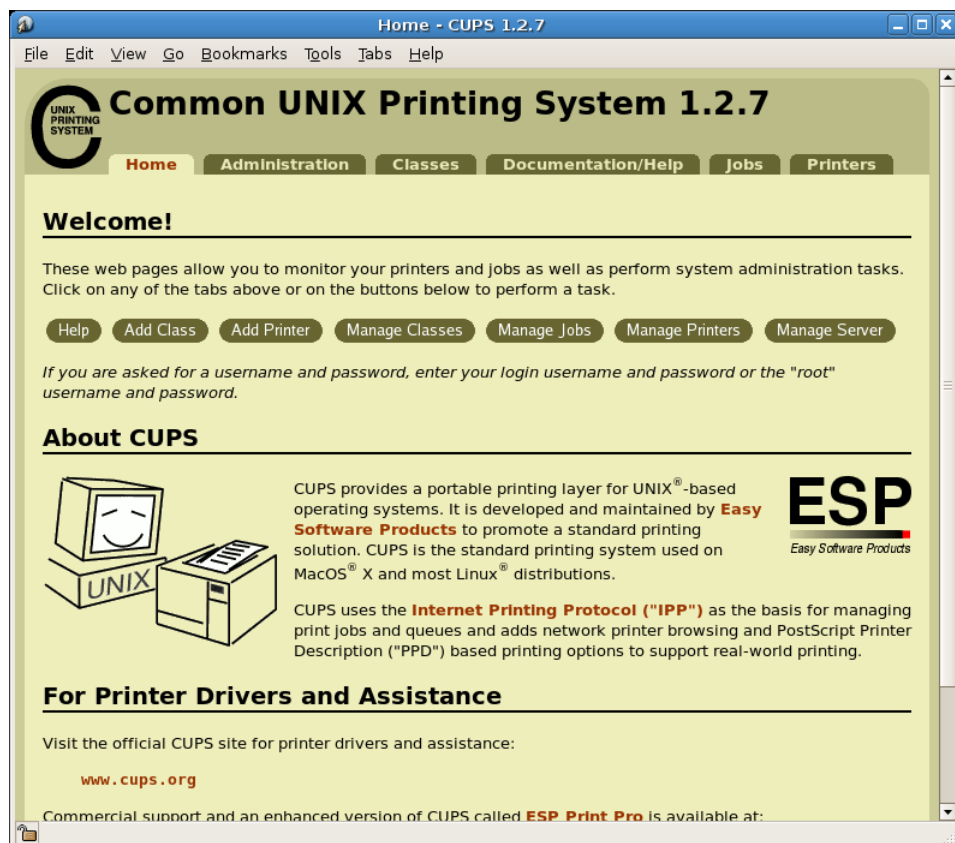 Home - CUPS 1.2.7
File Edit View Go Bookmarks Tools Tabs Help
UNIX
PRINTING
SYSTEM
Common UNIX Printing System 1.2.7
Home Administration Classes Documentation/Help Jobs Printers
Welcome!
These web pages allow you to monitor your printers and jobs as well as perform system administration tasks.
Click on any of the tabs above or on the buttons below to perform a task.
Help Add Class Add Printer Manage Classes Manage Jobs Manage Printers Manage Server
If you are asked for a username and password, enter your login username and password or the "root"
username and password.
About CUPS
UNIX
CUPS provides a portable printing layer for UNIX®-based
operating systems. It is developed and maintained by Easy
Software Products to promote a standard printing
solution. CUPS is the standard printing system used on
MacOS® X and most Linux® distributions.
ESP
Easy Software Products
CUPS uses the Internet Printing Protocol ("IPP") as the basis for managing
print jobs and queues and adds network printer browsing and PostScript Printer
Description ("PPD") based printing options to support real-world printing.
For Printer Drivers and Assistance
Visit the official CUPS site for printer drivers and assistance:
www.cups.org
Commercial support and an enhanced version of CUPS called ESP Print Pro is available at: